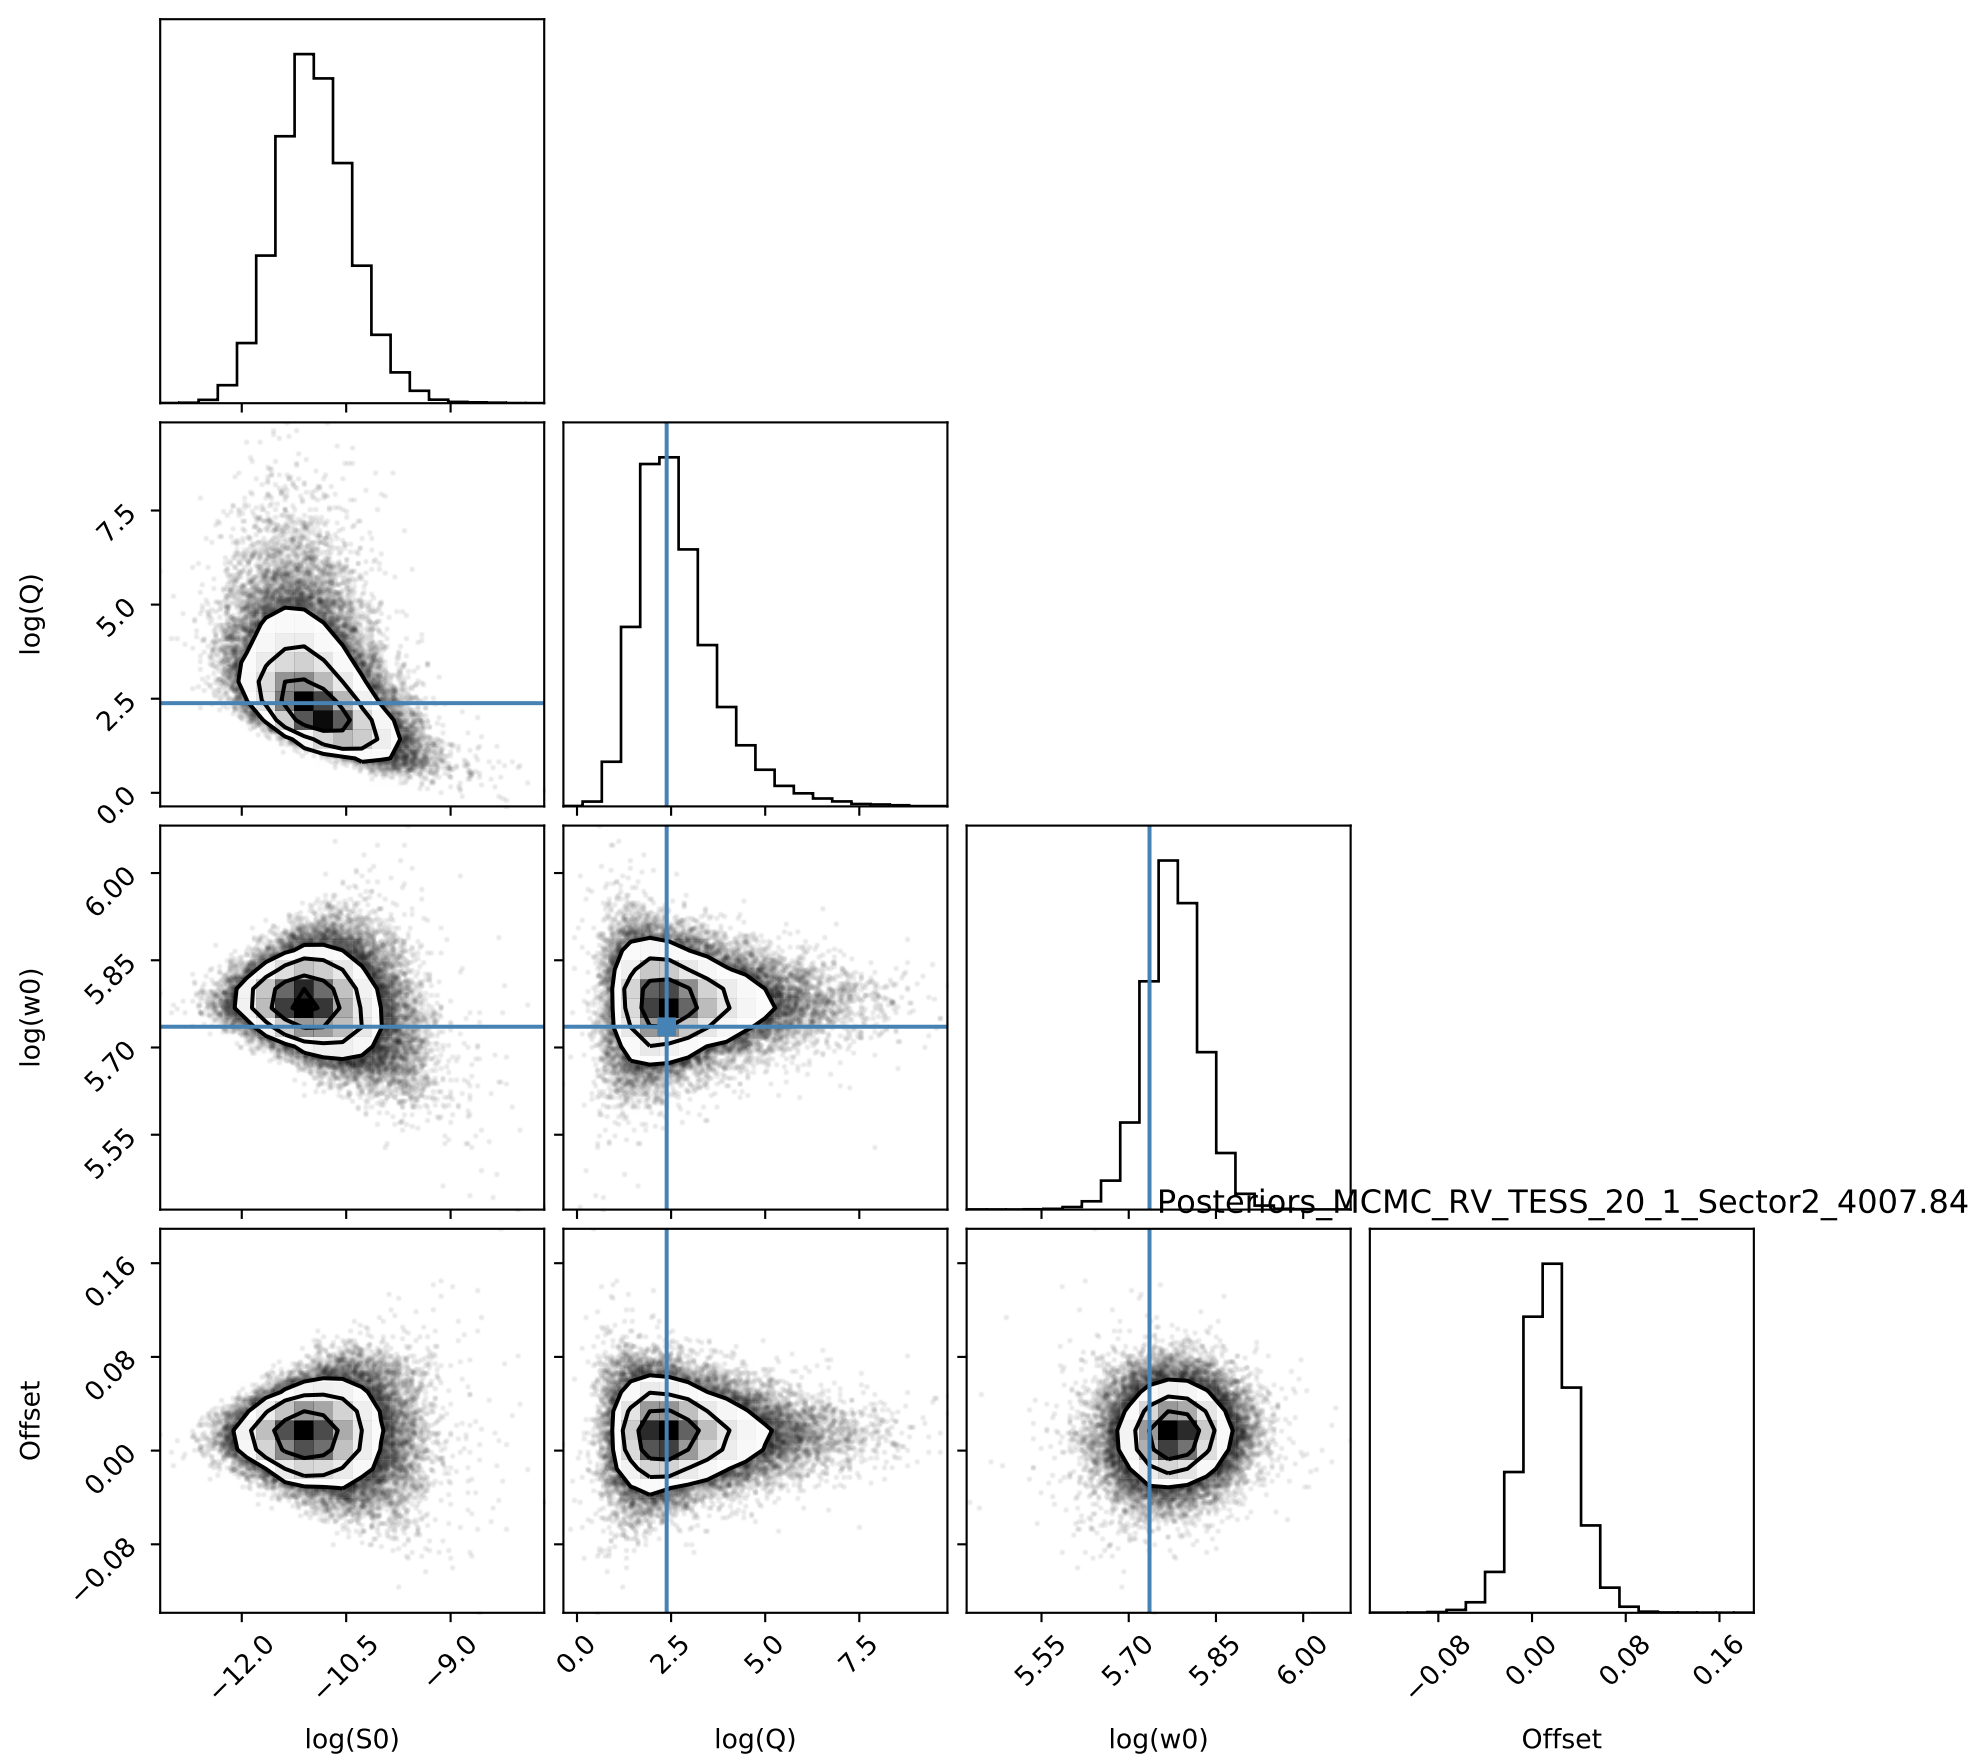 7.5
5.0
2.5
0.0
log(Q)
6.00
5.85
5.70
5.55
log(w0)
Posteriors_MCMC_RV_TESS_20_1_Sector2_4007.84
0.16
0.08
0.00
−0.08
Offset
−12.0 −10.5 −9.0 0.0 2.5 5.0 7.5 5.55 5.70 5.85 6.00 −0.08 0.00 0.08 0.16
log(S0) log(Q) log(w0) Offset